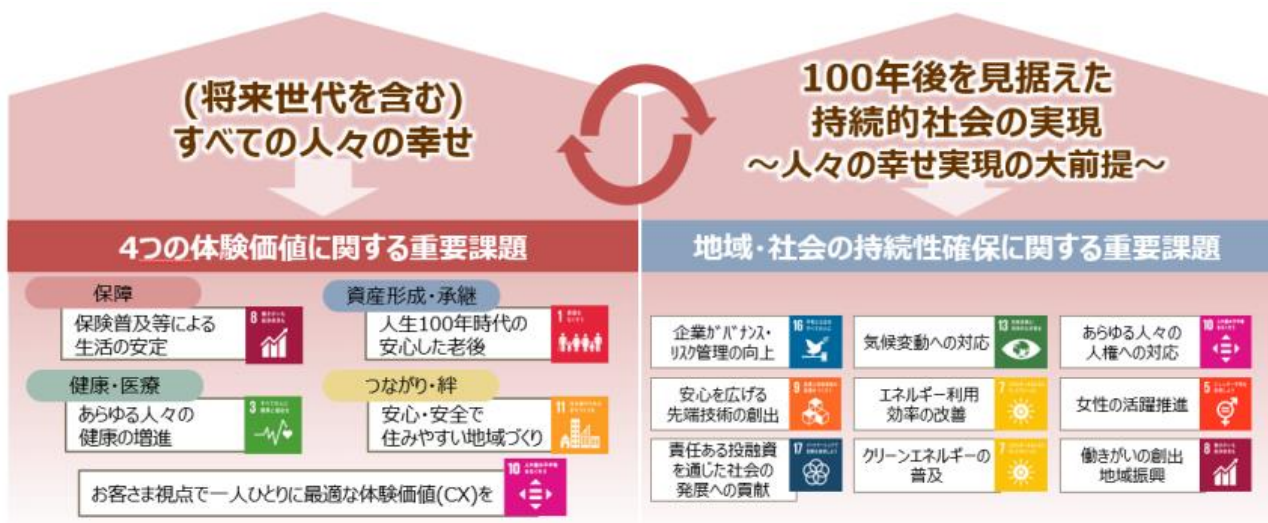 (将来世代を含む)
すべての人々の幸せ
100年後を見据えた
持続的社会の実現
～人々の幸せ実現の大前提～
4つの体験価値に関する重要課題
保障
保険普及等による
生活の安定
8
資産形成・承継
人生100年時代の
安心した老後
1
健康・医療
あらゆる人々の
健康の増進
3
つながり・絆
安心・安全で
住みやすい地域づくり
11
お客さま視点で一人ひとりに最適な体験価値(CX)を
10
地域・社会の持続性確保に関する重要課題
企業ガバナンス・
リスク管理の向上
16
気候変動への対応
13
あらゆる人々の
人権への対応
10
安心を広げる
先端技術の創出
9
エネルギー利用
効率の改善
7
女性の活躍推進
5
責任ある投融資
を通じた社会の
発展への貢献
17
クリーンエネルギーの
普及
7
働きがいの創出
地域振興
8